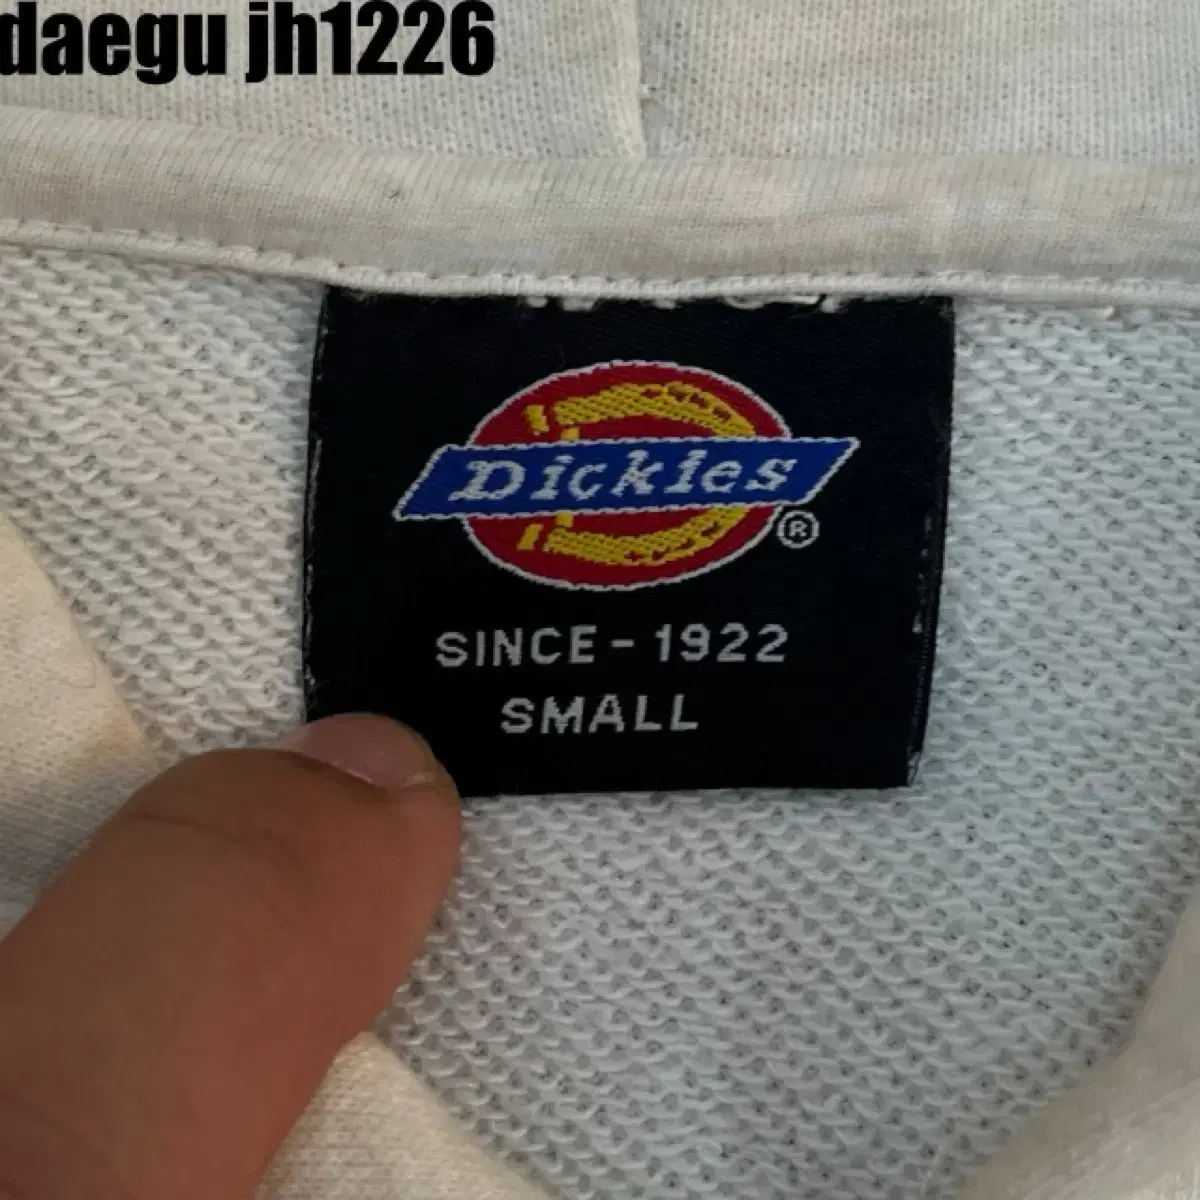 daegu jh1226
Dickies
®
SINCE - 1922
SMALL